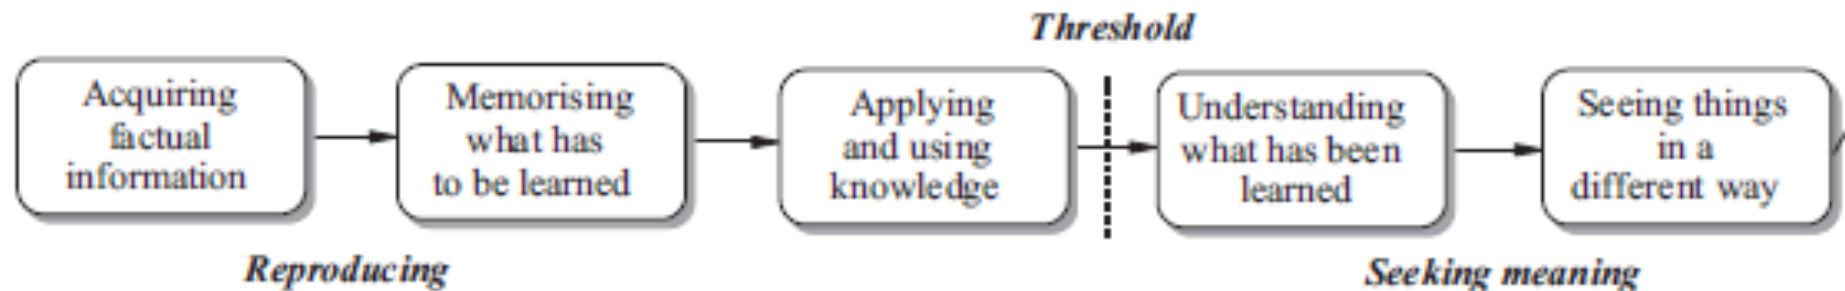 Threshold
Acquiring
factual
information
Memorising
what has
to be learned
Applying
and using
knowledge
Understanding
what has been
learned
Seeing things
in a
different way
Reproducing
Seeking meaning